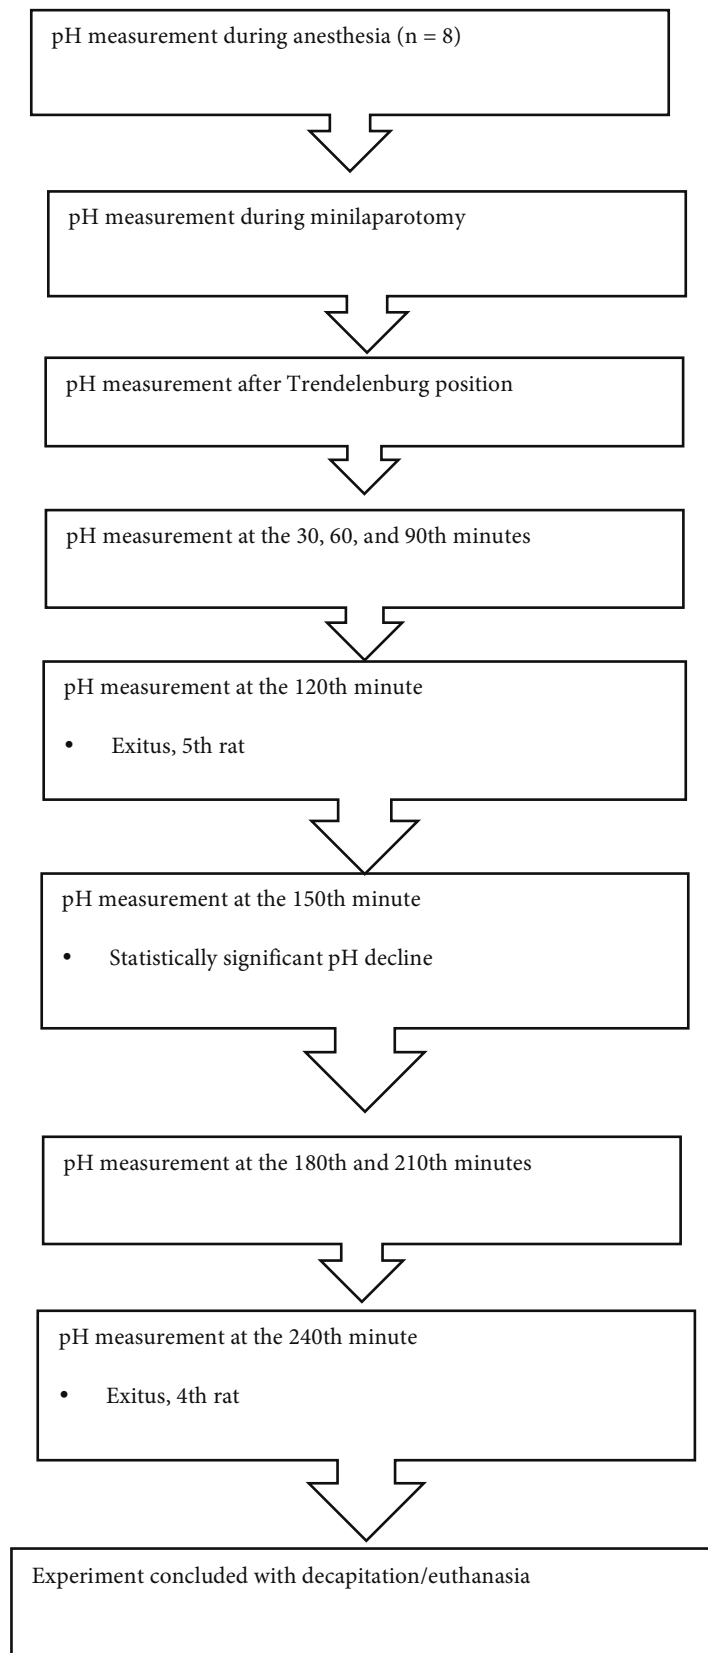 pH measurement during anesthesia (n = 8)
pH measurement during minilaparotomy
pH measurement after Trendelenburg position
pH measurement at the 30, 60, and 90th minutes
pH measurement at the 120th minute
• Exitus, 5th rat
pH measurement at the 150th minute
• Statistically significant pH decline
pH measurement at the 180th and 210th minutes
pH measurement at the 240th minute
• Exitus, 4th rat
Experiment concluded with decapitation/euthanasia